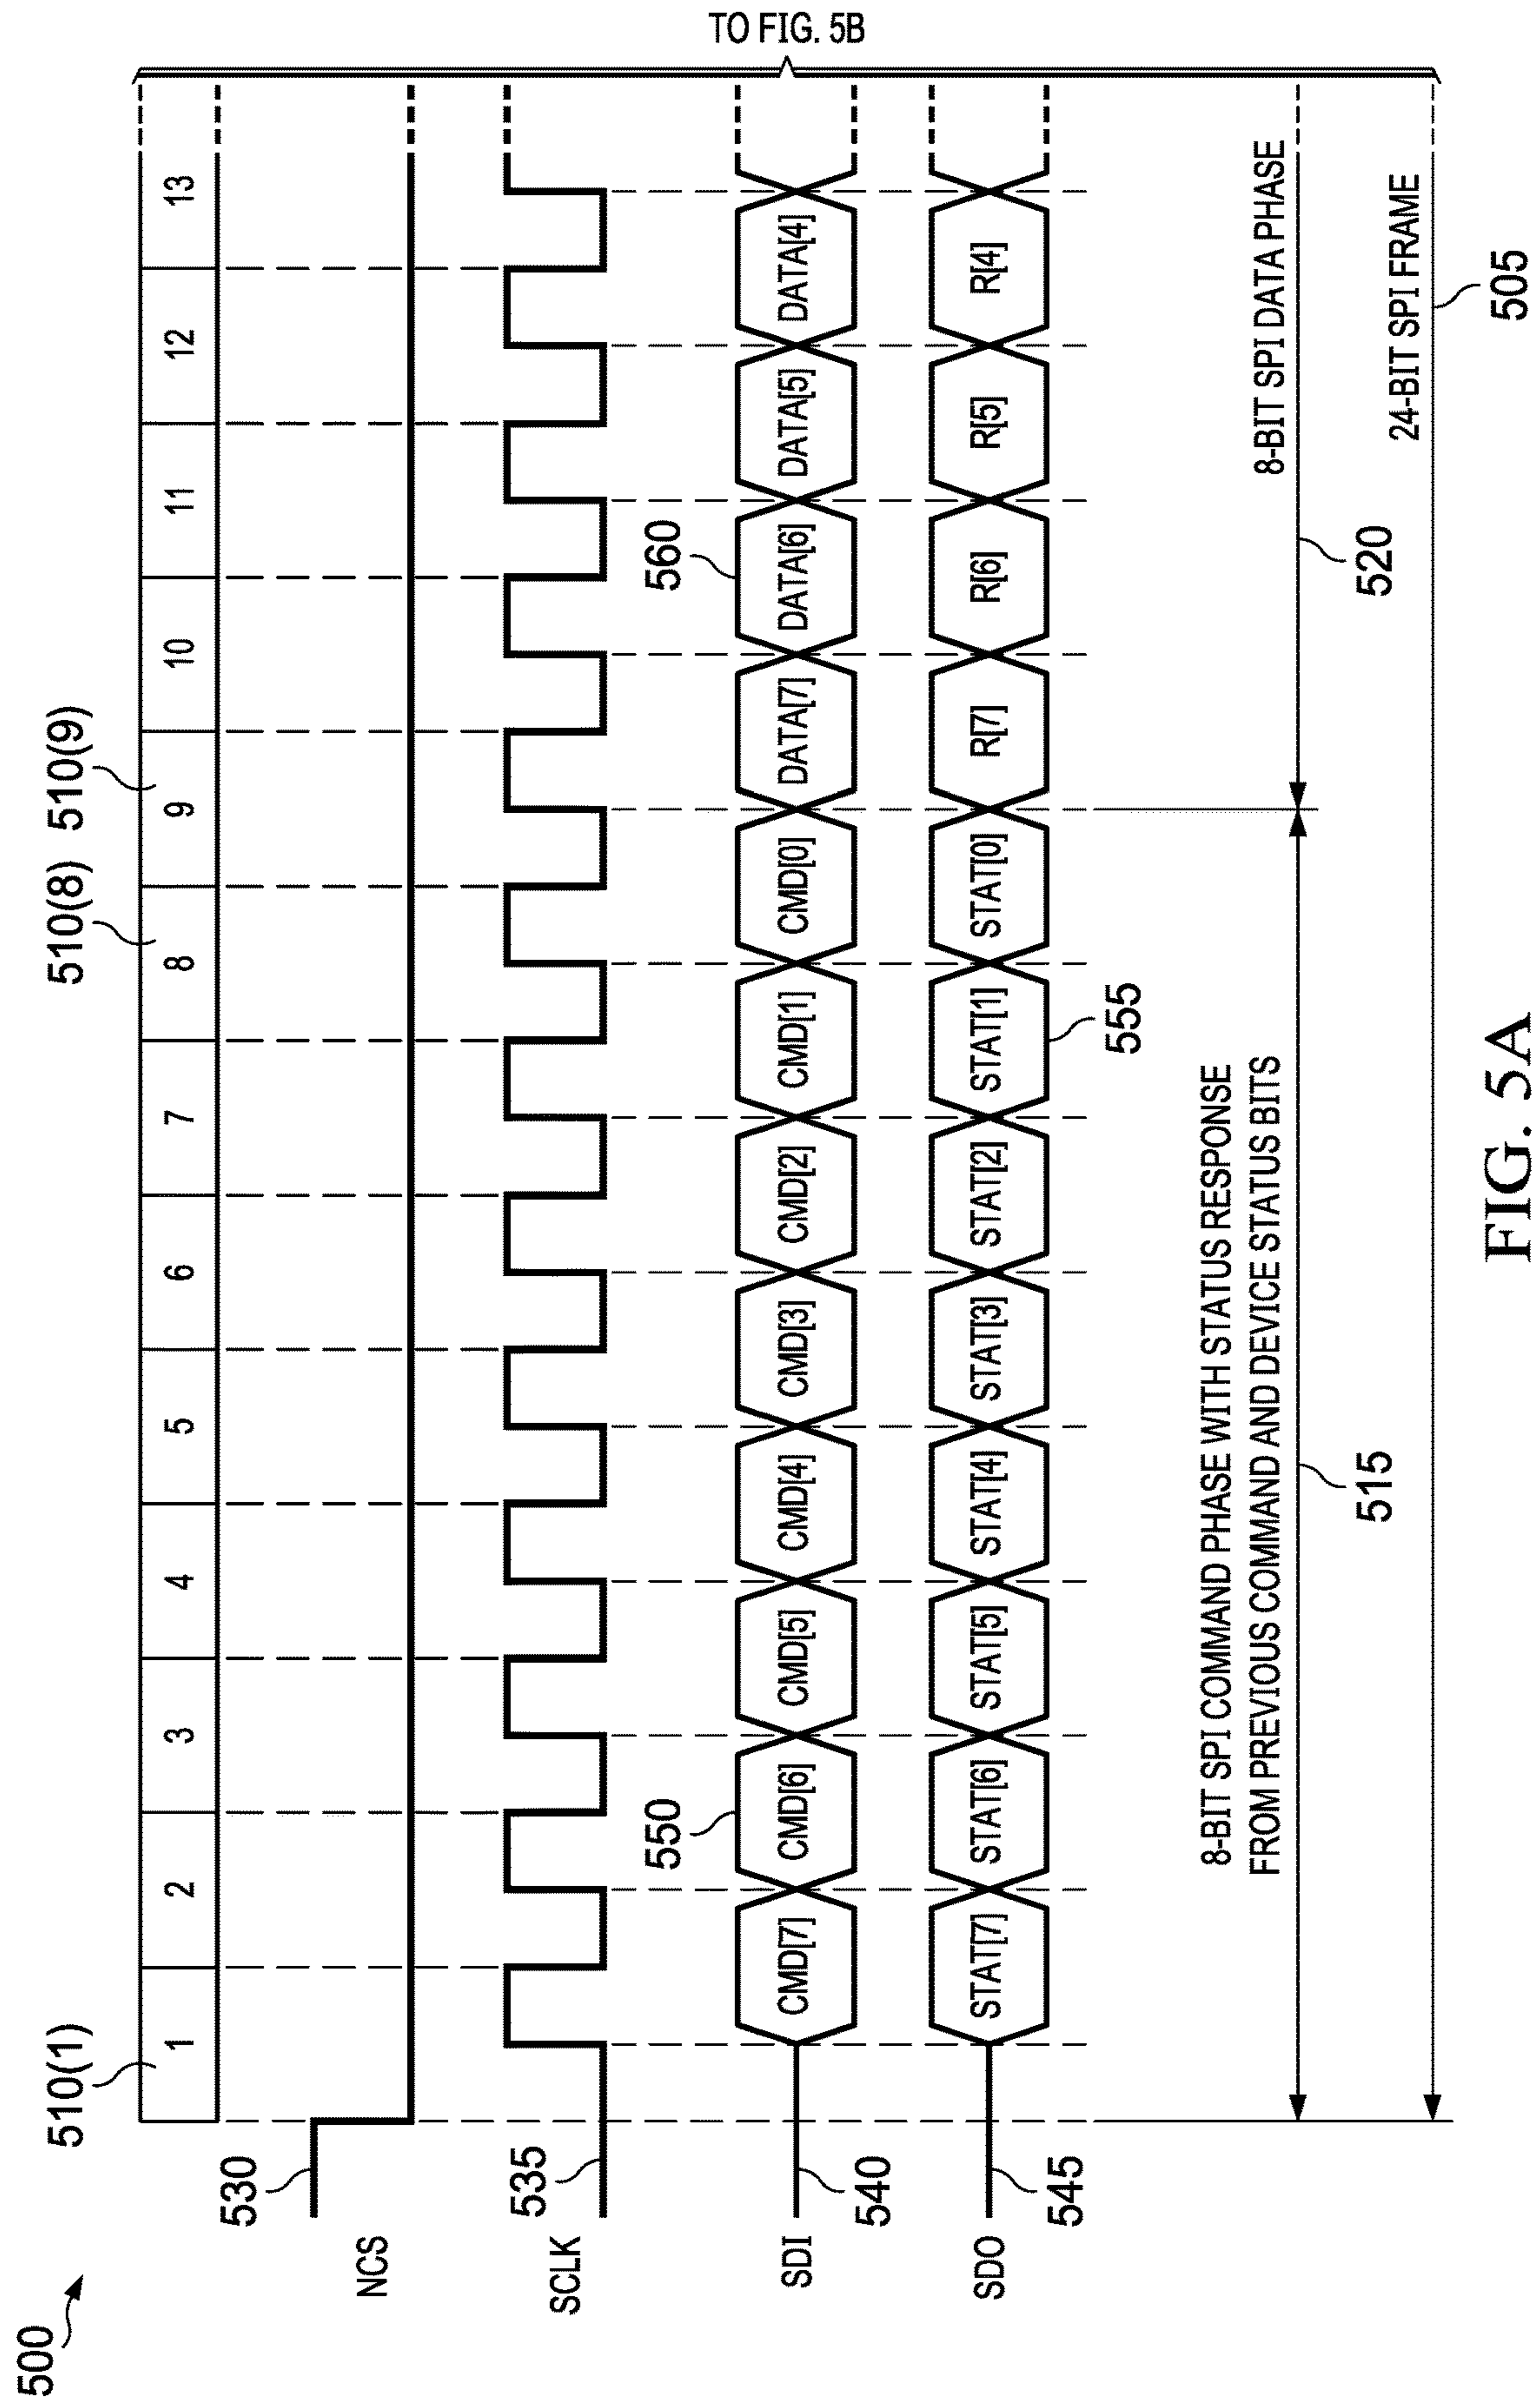 500
510(1)
510(8)
510(9)
1 2 3 4 5 6 7 8 9 10 11 12 13
TO FIG. 5B
530
NCS
535
SCLK
550
560
SDI
CMD[7] CMD[6] CMD[5] CMD[4] CMD[3] CMD[2] CMD[1] CMD[0] DATA[7] DATA[6] DATA[5] DATA[4]
540
SDO
STAT[7] STAT[6] STAT[5] STAT[4] STAT[3] STAT[2] STAT[1] STAT[0] R[7] R[6] R[5] R[4]
545
555
8-BIT SPI COMMAND PHASE WITH STATUS RESPONSE
FROM PREVIOUS COMMAND AND DEVICE STATUS BITS
8-BIT SPI DATA PHASE
515
520
24-BIT SPI FRAME
505
FIG. 5A